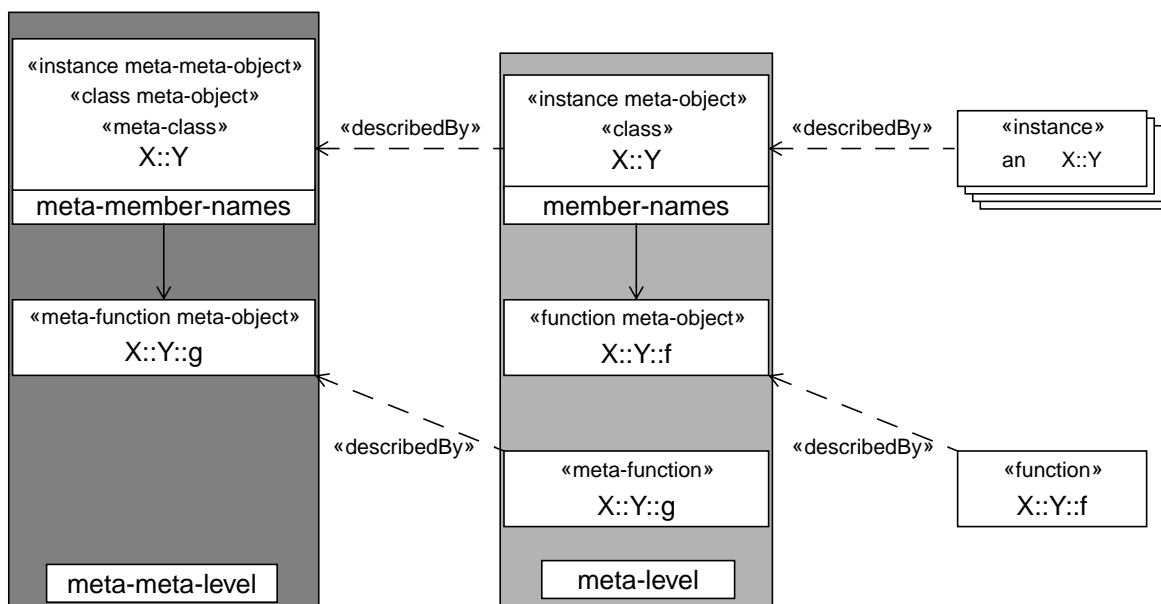 «instance meta-meta-object»
«class meta-object»
«meta-class»
X::Y
meta-member-names
«describedBy»
«instance meta-object»
«class»
X::Y
member-names
«describedBy»
«instance»
an X::Y
«meta-function meta-object»
X::Y::g
«function meta-object»
X::Y::f
«describedBy»
«meta-function»
X::Y::g
«describedBy»
«function»
X::Y::f
meta-meta-level
meta-level